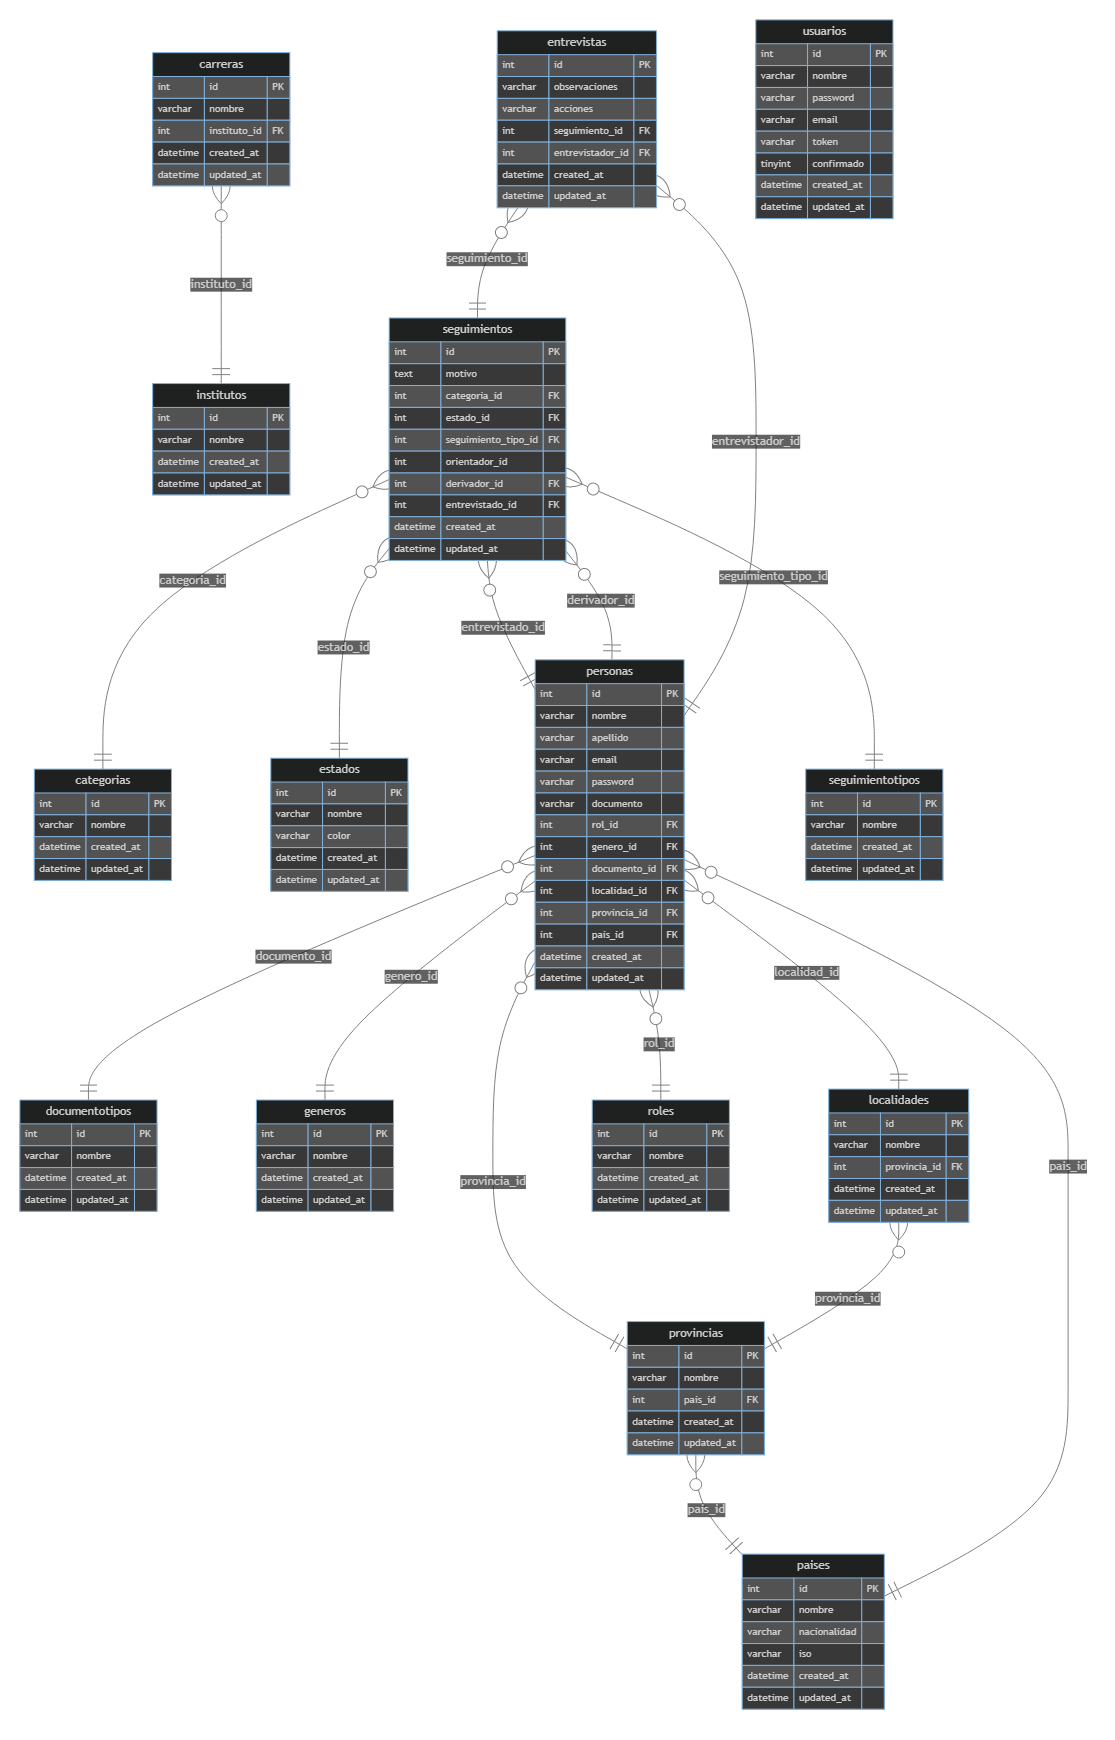 usuarios
int id PK
varchar nombre
varchar password
varchar email
varchar token
tinyint confirmado
datetime created_at
datetime updated_at
entrevistas
int id PK
varchar observaciones
varchar acciones
int seguimiento_id FK
int entrevistador_id FK
datetime created_at
datetime updated_at
carreras
int id PK
varchar nombre
int instituto_id FK
datetime created_at
datetime updated_at
seguimiento_id
instituto_id
seguimientos
int id PK
text motivo
int categoria_id FK
int estado_id FK
int seguimiento_tipo_id FK
int orientador_id
int derivador_id FK
int entrevistado_id FK
datetime created_at
datetime updated_at
institutos
int id PK
varchar nombre
datetime created_at
datetime updated_at
entrevistador_id
categoria_id
seguimiento_tipo_id
derivador_id
entrevistado_id
estado_id
personas
int id PK
varchar nombre
varchar apellido
varchar email
varchar password
varchar documento
int rol_id FK
int genero_id FK
int documento_id FK
int localidad_id FK
int provincia_id FK
int pais_id FK
datetime created_at
datetime updated_at
categorias
int id PK
varchar nombre
datetime created_at
datetime updated_at
estados
int id PK
varchar nombre
varchar color
datetime created_at
datetime updated_at
seguimientotipos
int id PK
varchar nombre
datetime created_at
datetime updated_at
documento_id
genero_id
localidad_id
rol_id
documentotipos
int id PK
varchar nombre
datetime created_at
datetime updated_at
generos
int id PK
varchar nombre
datetime created_at
datetime updated_at
roles
int id PK
varchar nombre
datetime created_at
datetime updated_at
localidades
int id PK
varchar nombre
int provincia_id FK
datetime created_at
datetime updated_at
pais_id
provincia_id
provincia_id
provincias
int id PK
varchar nombre
int pais_id FK
datetime created_at
datetime updated_at
pais_id
paises
int id PK
varchar nombre
varchar nacionalidad
varchar iso
datetime created_at
datetime updated_at